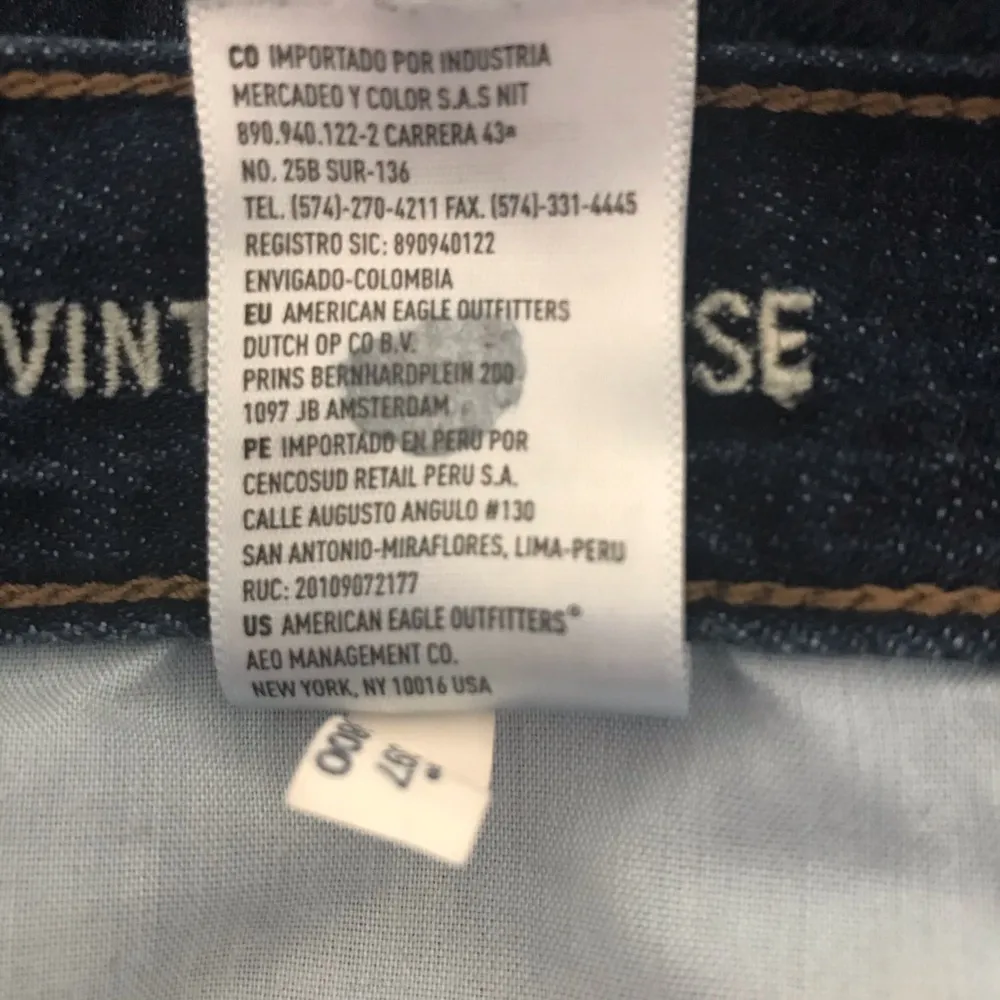 CO IMPORTADO POR INDUSTRIA
MERCADEO Y COLOR S.A.S NIT
890.940.122-2 CARRERA 43ª
NO. 25B SUR-136
TEL. (574)-270-4211 FAX. (574)-331-4445
REGISTRO SIC: 890940122
ENVIGADO-COLOMBIA
EU AMERICAN EAGLE OUTFITTERS
DUTCH OP CO B.V.
PRINS BERNHARDPLEIN 200
1097 JB AMSTERDAM
PE IMPORTADO EN PERU POR
CENCOSUD RETAIL PERU S.A.
CALLE AUGUSTO ANGULO #130
SAN ANTONIO-MIRAFLORES, LIMA-PERU
RUC: 20109072177
US AMERICAN EAGLE OUTFITTERS®
AEO MANAGEMENT CO.
NEW YORK, NY 10016 USA
VINT
SE